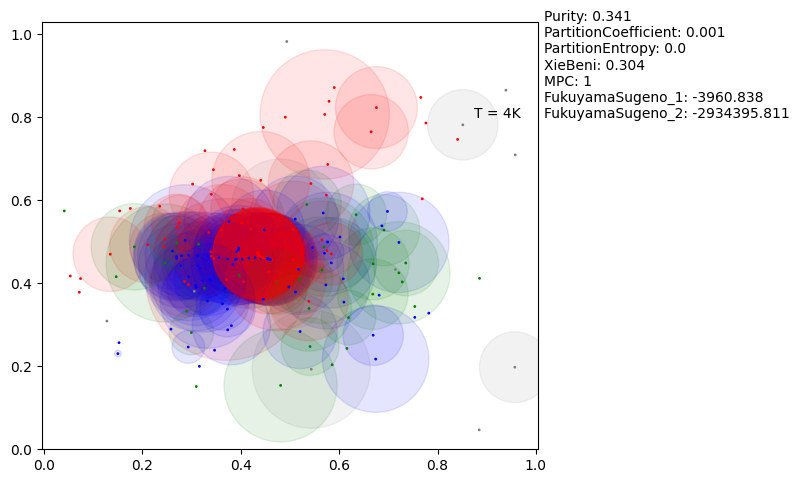 Purity: 0.341
PartitionCoefficient: 0.001
PartitionEntropy: 0.0
XieBeni: 0.304
MPC: 1
FukuyamaSugeno_1: -3960.838
FukuyamaSugeno_2: -2934395.811
T = 4K
1.0
0.8
0.6
0.4
0.2
0.0
0.0 0.2 0.4 0.6 0.8 1.0